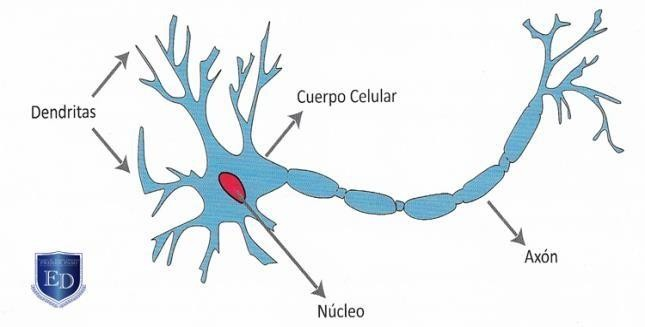 Dendritas
Cuerpo Celular
Axón
Núcleo
ED